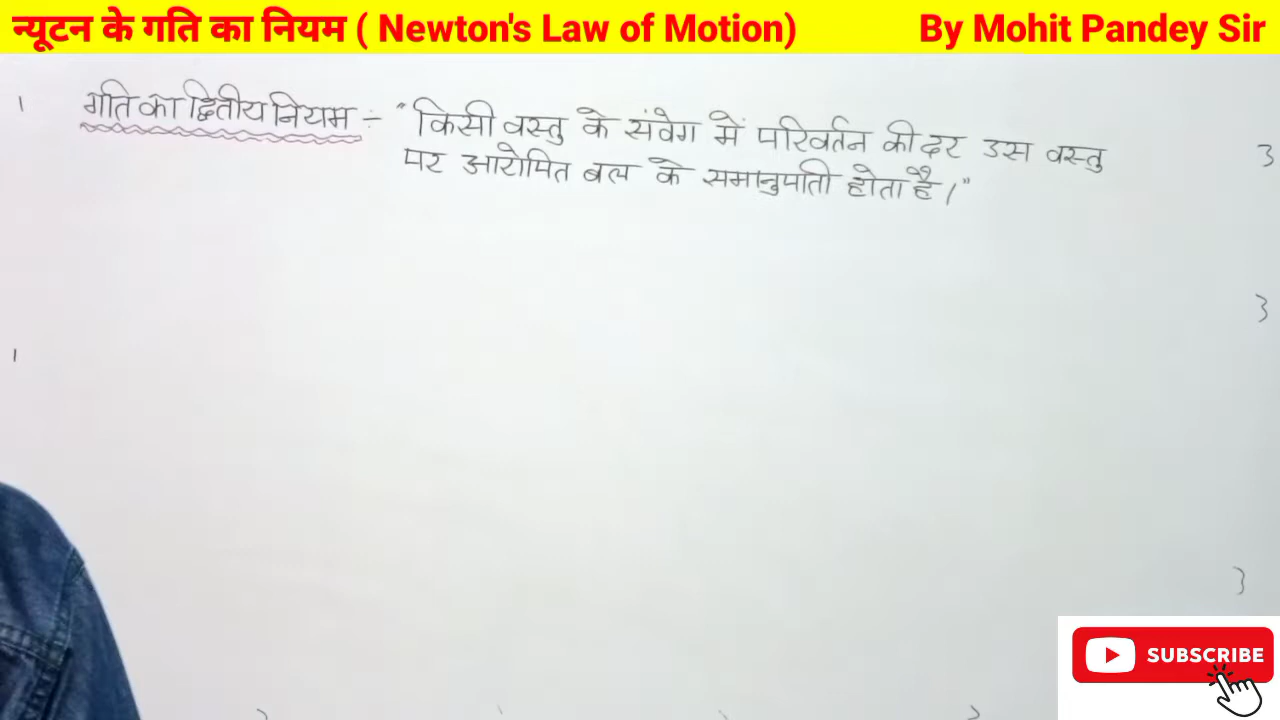 न्यूटन के गति का नियम ( Newton's Law of Motion) By Mohit Pandey Sir
गति का द्वितीय नियम :- "किसी वस्तु के संवेग में परिवर्तन की दर उस वस्तु
पर आरोपित बल के समानुपाती होता है।"
SUBSCRIBE